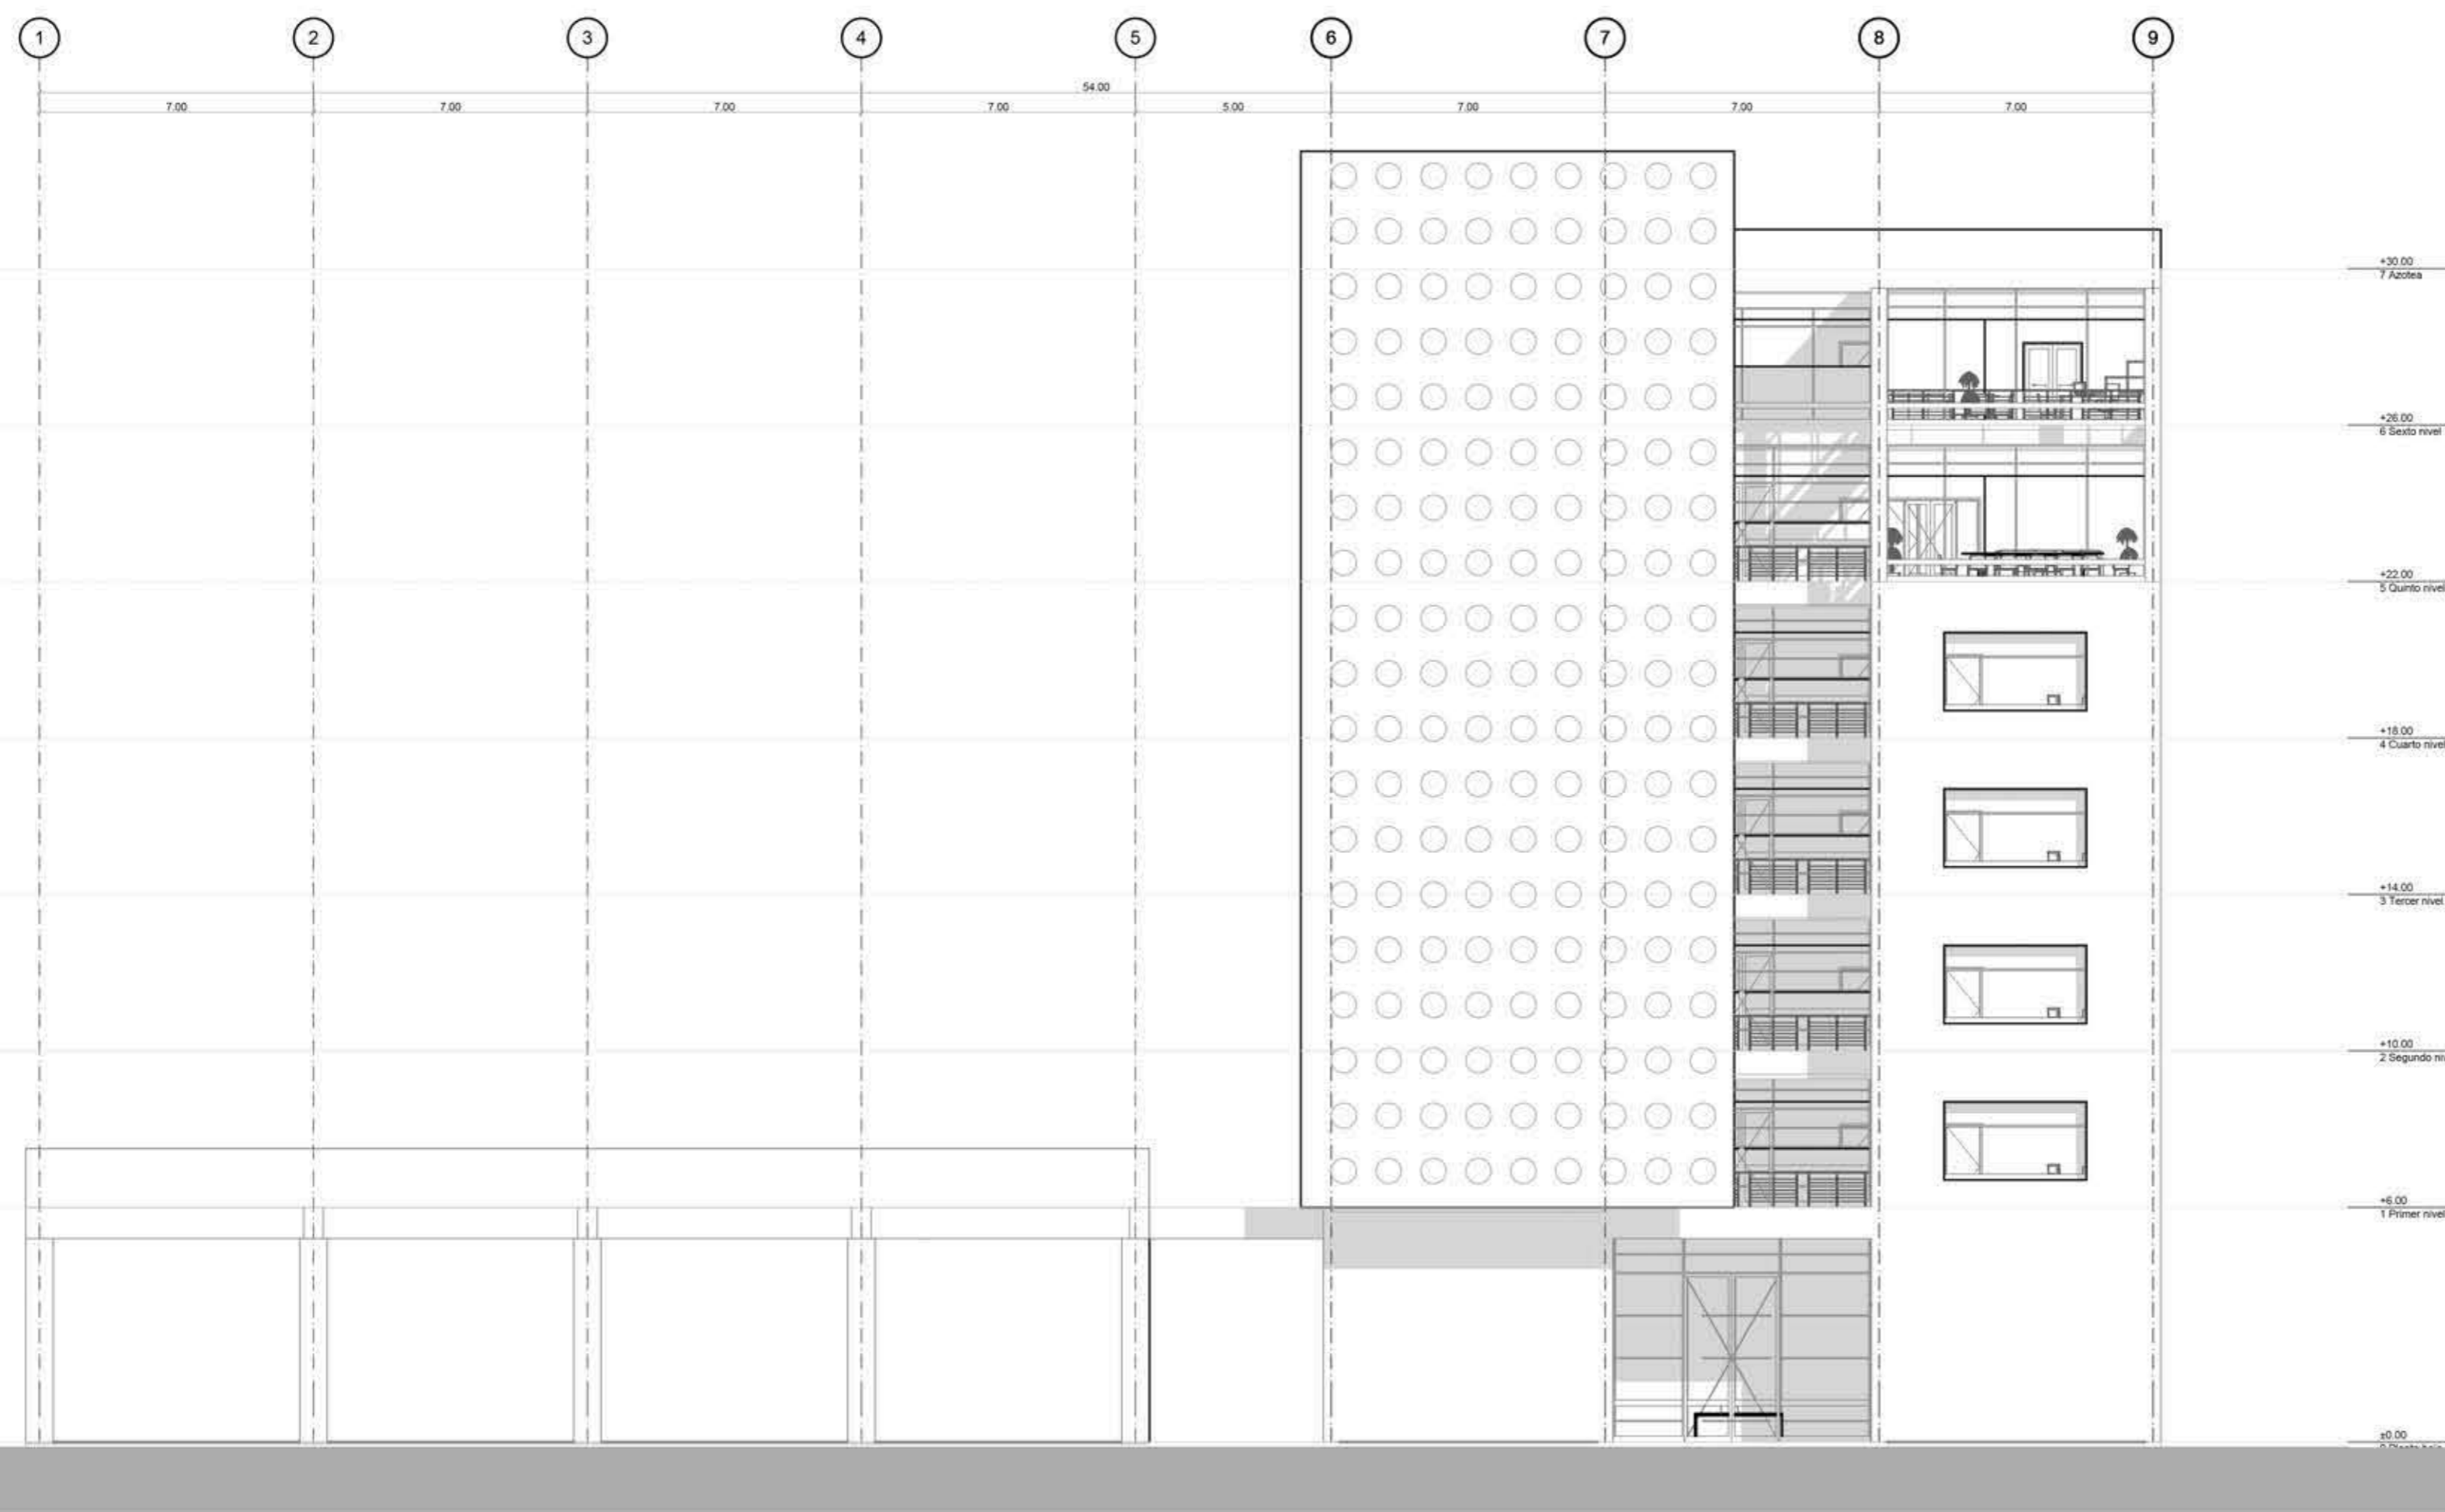 1 2 3 4 5 6 7 8 9
54.00
7.00 7.00 7.00 7.00 5.00 7.00 7.00 7.00
+30.00
7 Azotea
+26.00
6 Sexto nivel
+22.00
5 Quinto nivel
+18.00
4 Cuarto nivel
+14.00
3 Tercer nivel
+10.00
2 Segundo
+6.00
1 Primer nivel
±0.00